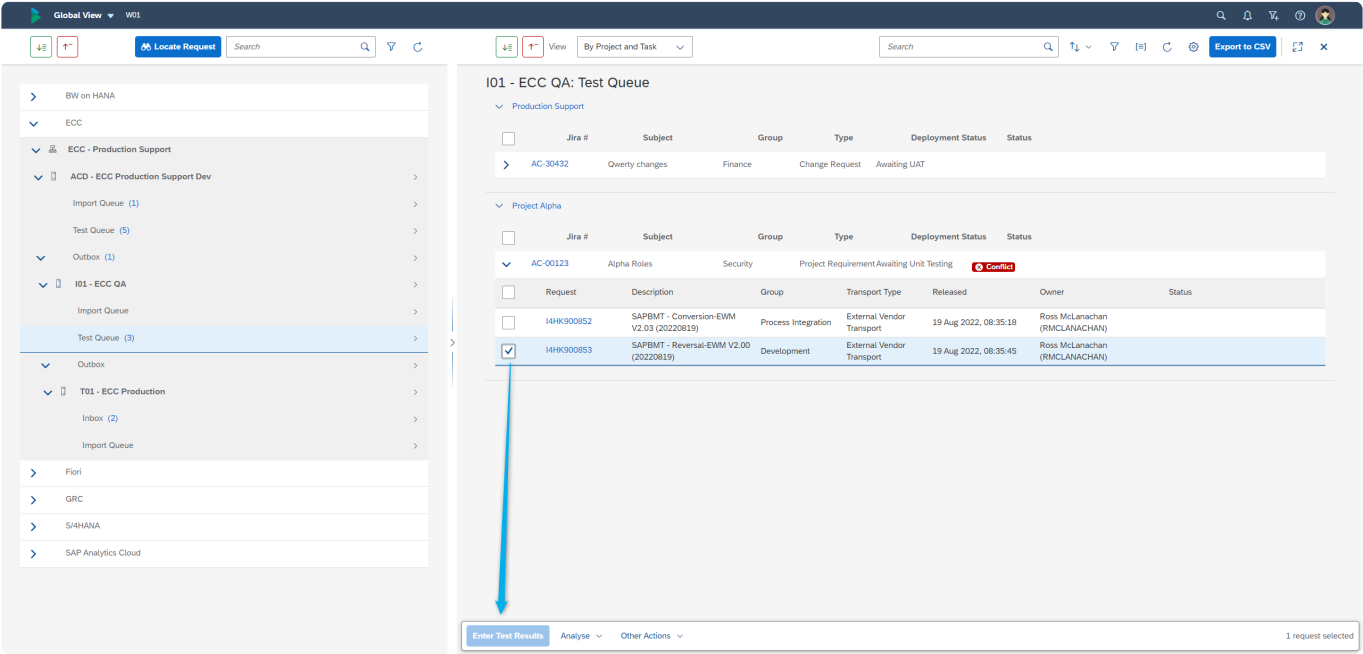 Global View W01
Locate Request Search
View By Project and Task Search Export to CSV
BW on HANA
ECC
ECC - Production Support
ACD - ECC Production Support Dev
Import Queue (1)
Test Queue (5)
Outbox (1)
I01 - ECC QA
Import Queue
Test Queue (3)
Outbox
T01 - ECC Production
Inbox (2)
Import Queue
Fiori
GRC
S/4HANA
SAP Analytics Cloud
I01 - ECC QA: Test Queue
Production Support
Jira # Subject Group Type Deployment Status Status
AC-30432 Qwerty changes Finance Change Request Awaiting UAT
Project Alpha
Jira # Subject Group Type Deployment Status Status
AC-00123 Alpha Roles Security Project Requirement Awaiting Unit Testing Conflict
Request Description Group Transport Type Released Owner Status
I4HK900852 SAPBMT - Conversion-EWM Process Integration External Vendor 19 Aug 2022, 08:35:18 Ross McLanachan
V2.03 (20220819) Transport (RMCLANACHAN)
I4HK900853 SAPBMT - Reversal-EWM V2.00 Development External Vendor 19 Aug 2022, 08:35:45 Ross McLanachan
(20220819) Transport (RMCLANACHAN)
Enter Test Results Analyse Other Actions 1 request selected